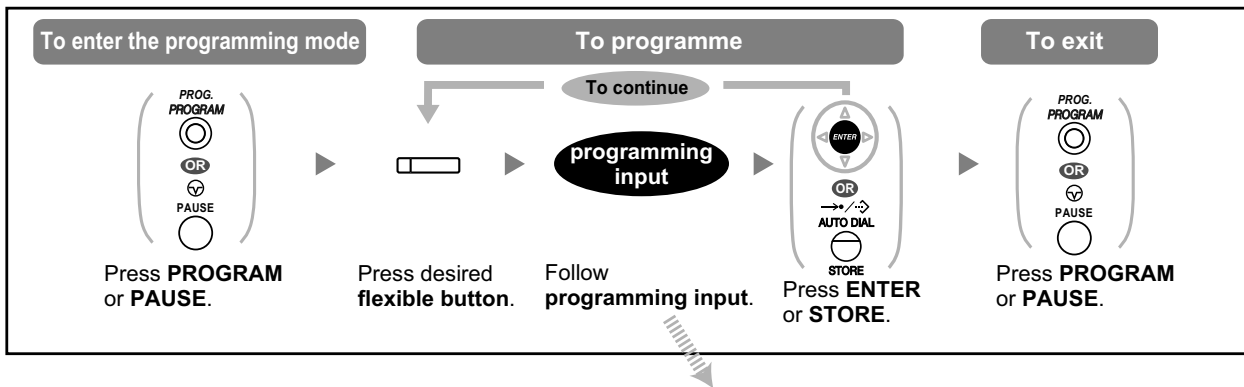 To enter the programming mode
To programme
To exit
To continue
PROG.
PROGRAM
OR
PAUSE
Press PROGRAM
or PAUSE.
Press desired
flexible button.
programming
input
Follow
programming input.
ENTER
OR
AUTO DIAL
STORE
Press ENTER
or STORE.
PROG.
PROGRAM
OR
PAUSE
Press PROGRAM
or PAUSE.